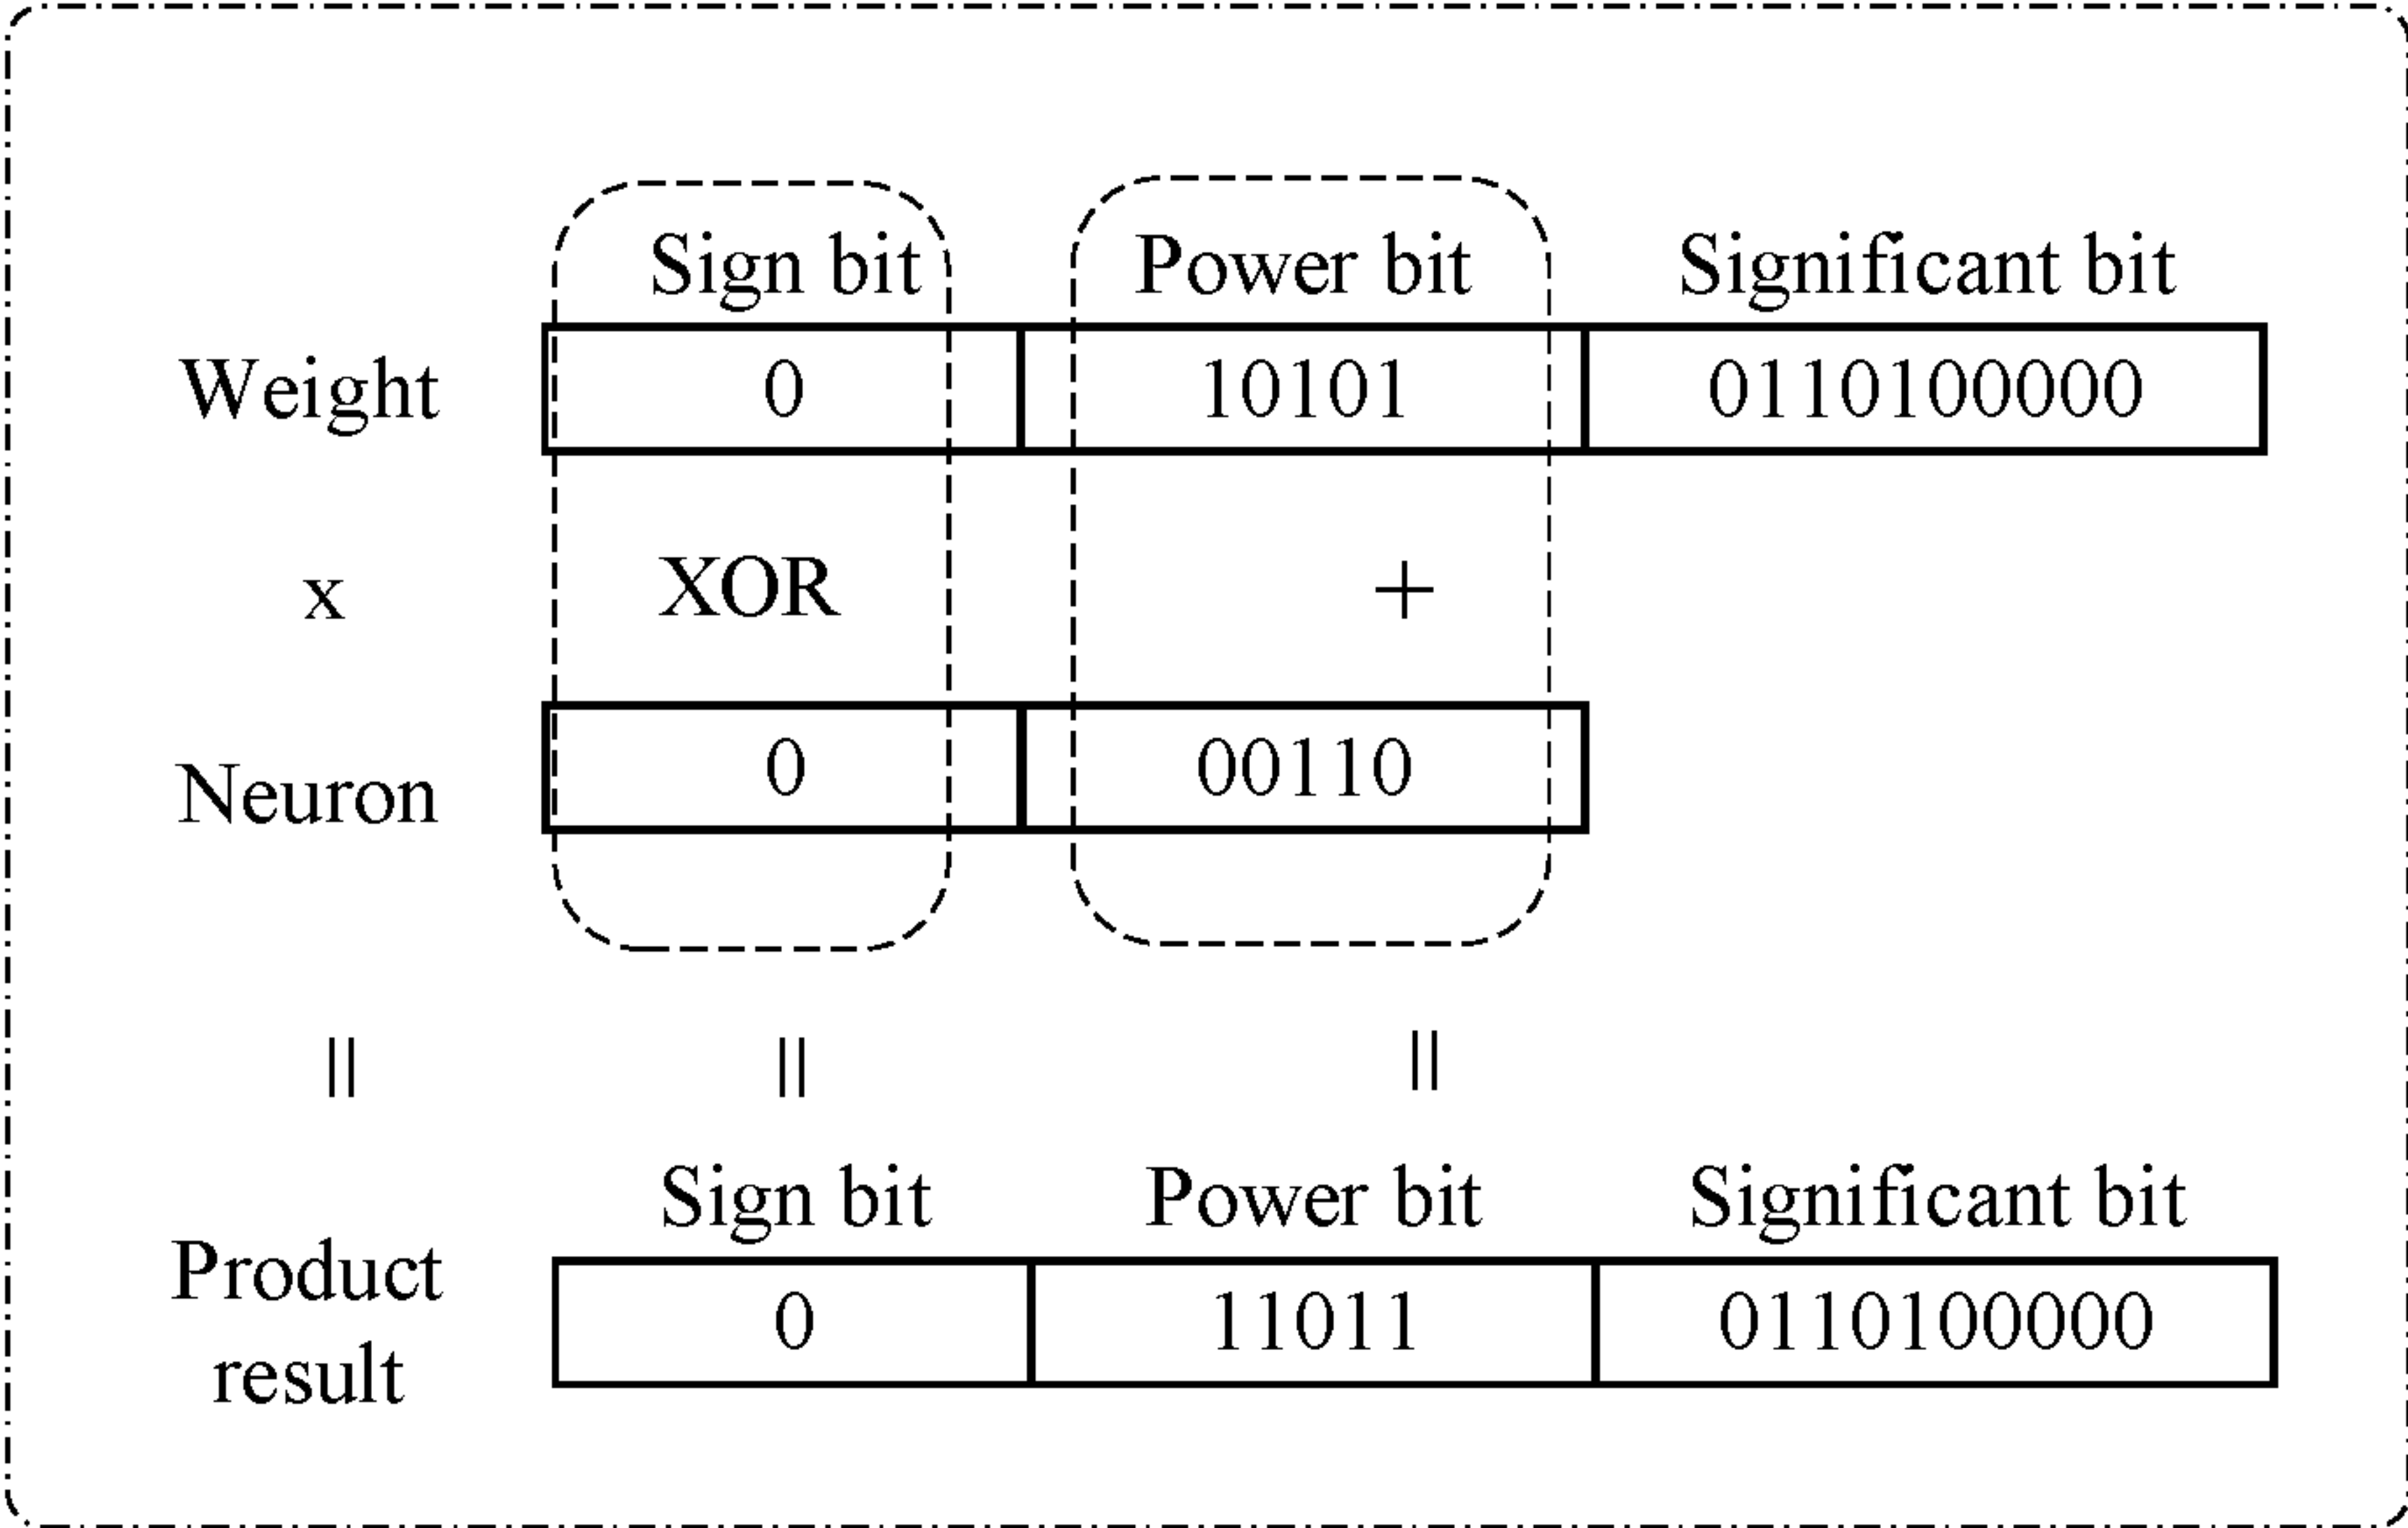 Sign bit Power bit Significant bit
Weight 0 10101 0110100000
x XOR +
Neuron 0 00110
= = =
Sign bit Power bit Significant bit
Product result 0 11011 0110100000